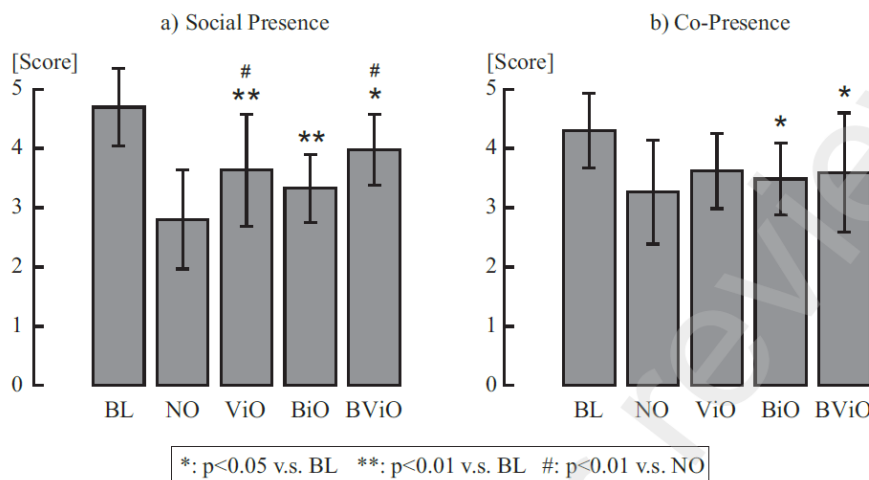 a) Social Presence
b) Co-Presence
[Score]
[Score]
5
4
3
2
1
0
#
**
**
#
*
BL NO ViO BiO BViO
5
4
3
2
1
0
*
*
BL NO ViO BiO BViO
*: p<0.05 v.s. BL **: p<0.01 v.s. BL #: p<0.01 v.s. NO
review